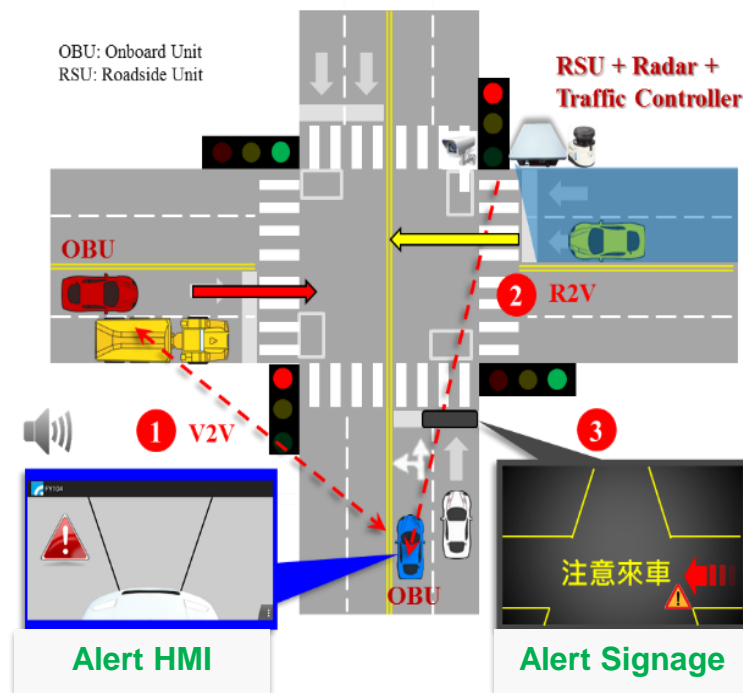 OBU: Onboard Unit
RSU: Roadside Unit
RSU + Radar +
Traffic Controller
OBU
2 R2V
1 V2V
3
FY104
注意來車
OBU
Alert HMI
Alert Signage